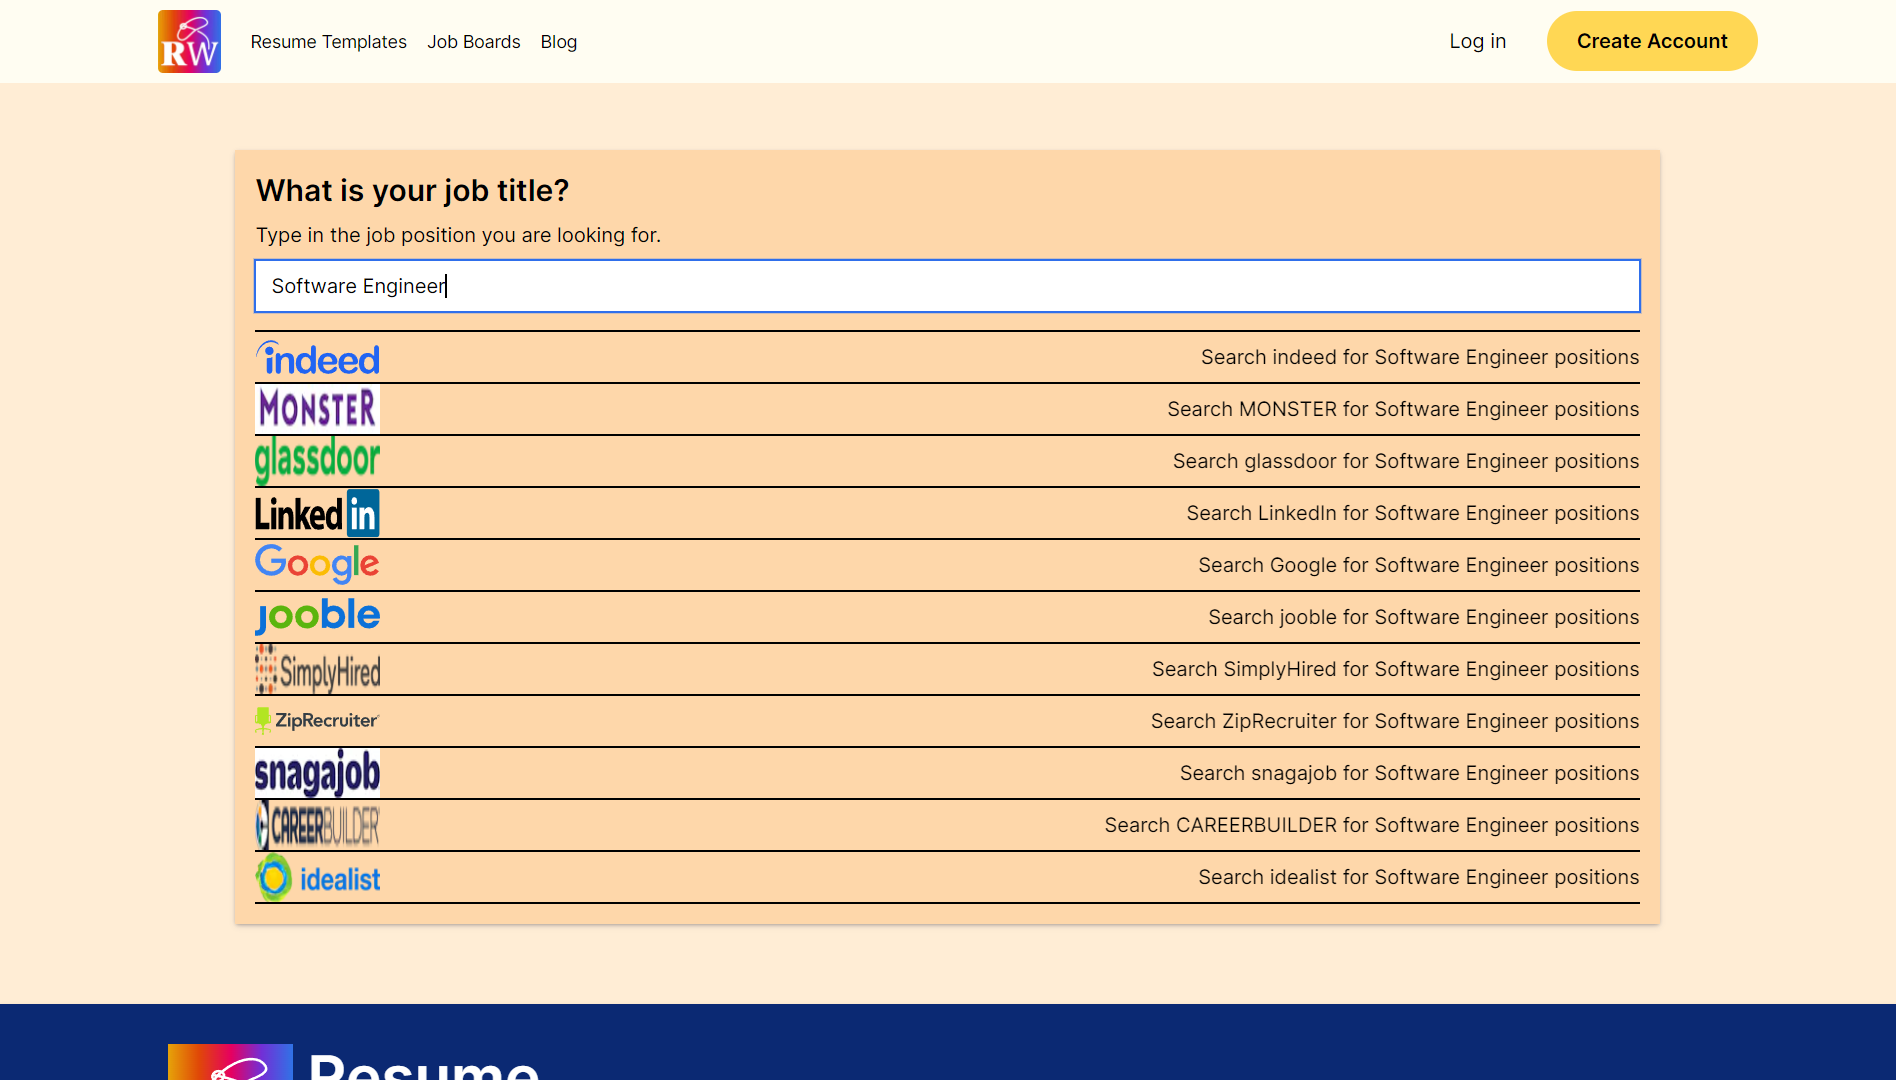 RW
Resume Templates Job Boards Blog
Log in
Create Account
What is your job title?
Type in the job position you are looking for.
Software Engineer
indeed
Search indeed for Software Engineer positions
MONSTER
Search MONSTER for Software Engineer positions
glassdoor
Search glassdoor for Software Engineer positions
Linkedin
Search LinkedIn for Software Engineer positions
Google
Search Google for Software Engineer positions
jooble
Search jooble for Software Engineer positions
SimplyHired
Search SimplyHired for Software Engineer positions
ZipRecruiter
Search ZipRecruiter for Software Engineer positions
snagajob
Search snagajob for Software Engineer positions
CAREERBUILDER
Search CAREERBUILDER for Software Engineer positions
idealist
Search idealist for Software Engineer positions
Resume